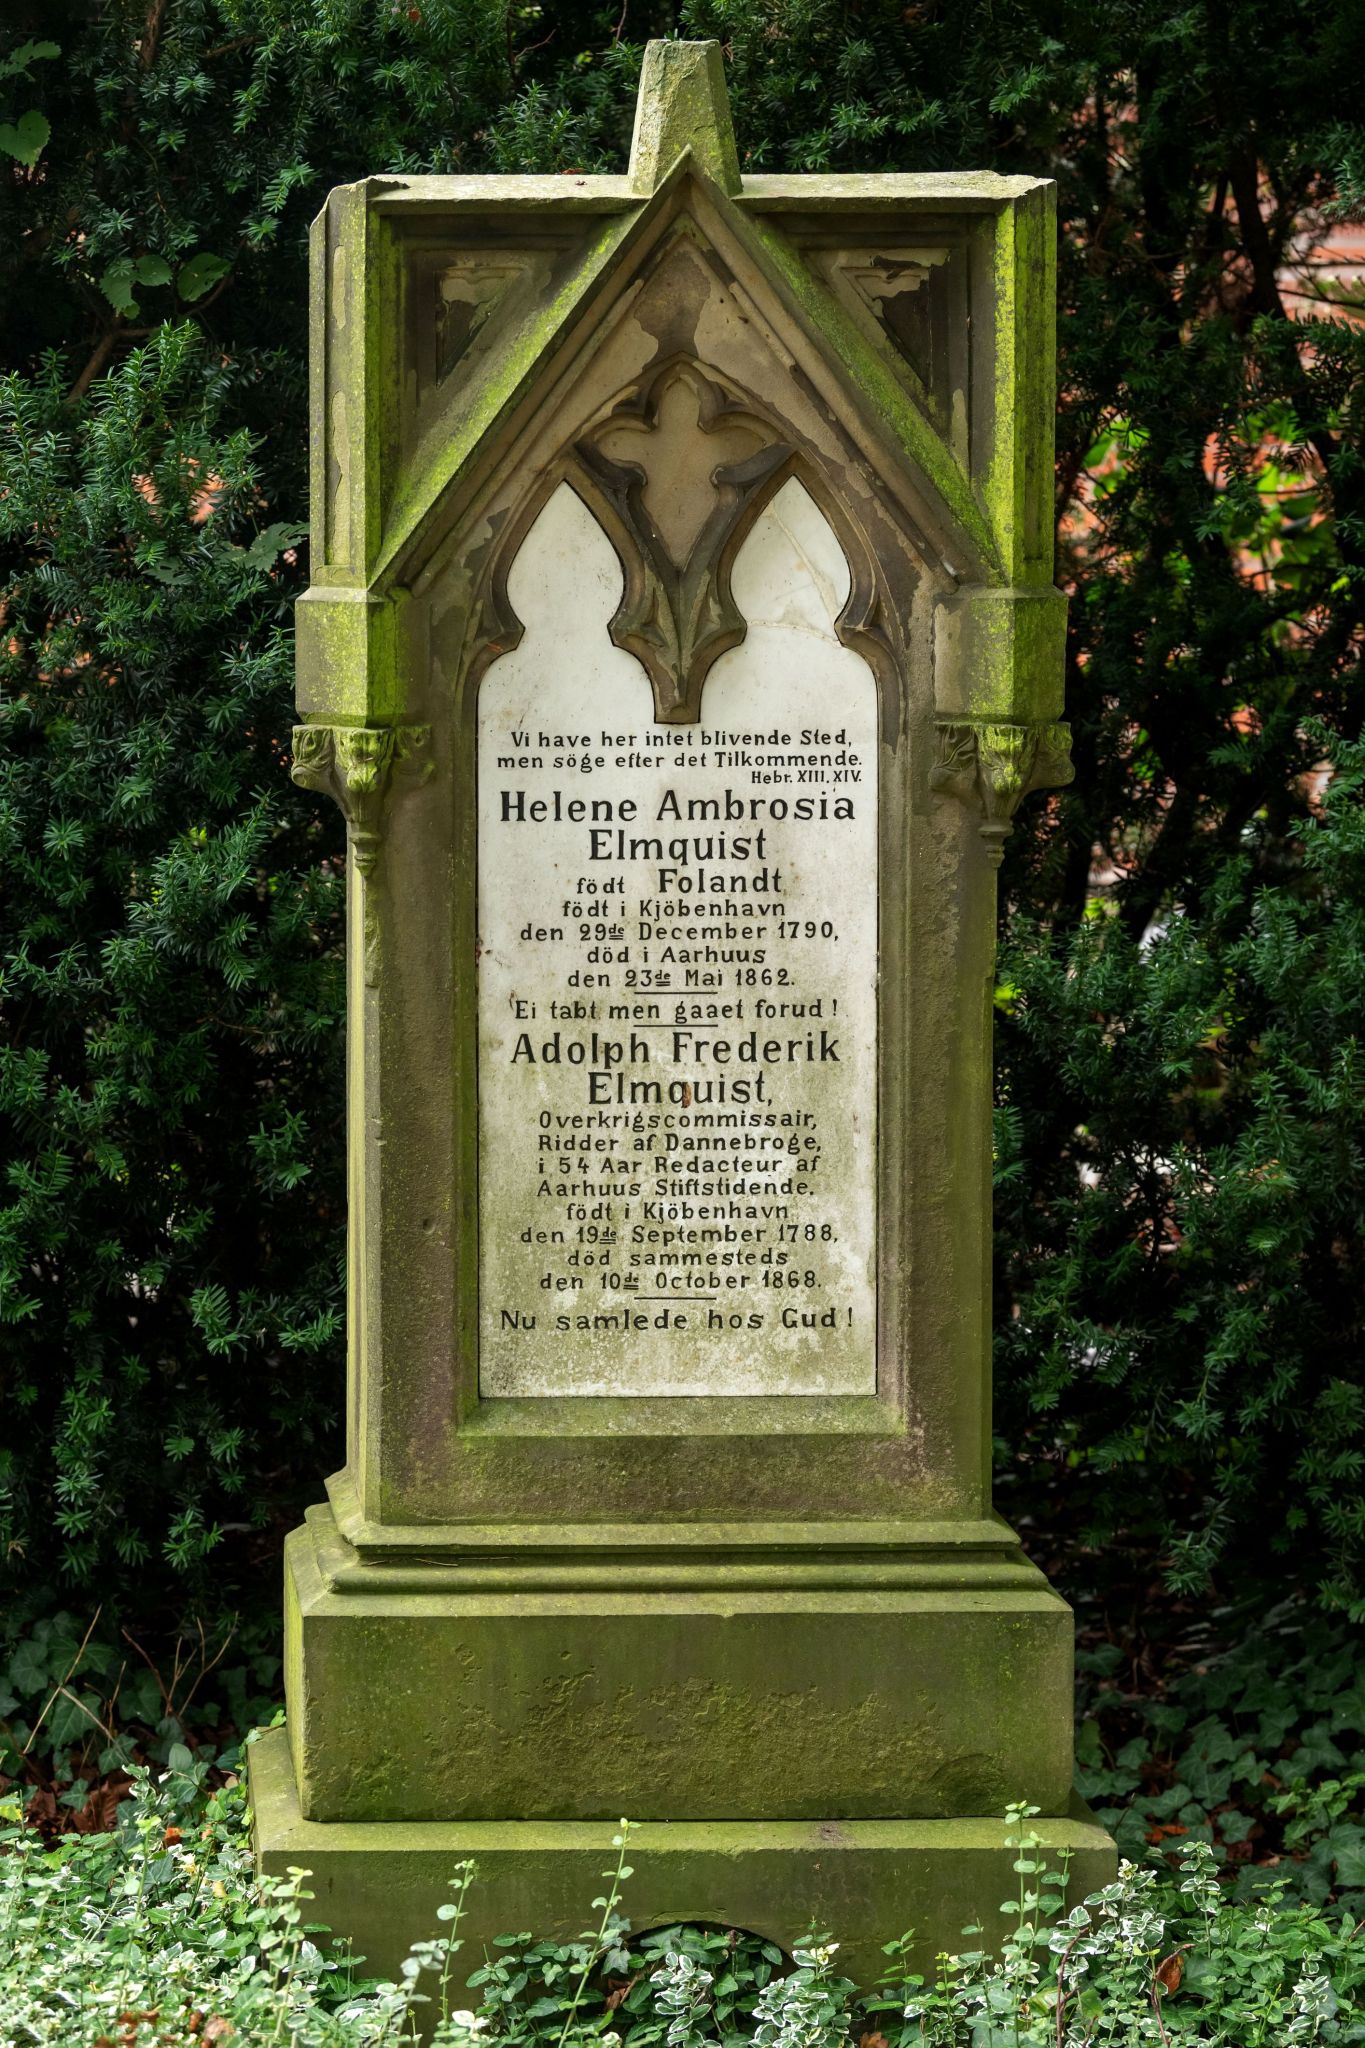 Vi have her intet blivende Sted,
men söge efter det Tilkommende.
Hebr. XIII. XIV.
Helene Ambrosia
Elmquist
födt Folandt
födt i Kjöbenhavn
den 29de December 1790,
död i Aarhuus
den 23de Mai 1862.
Ei tabt men gaaet forud!
Adolph Frederik
Elmquist,
Overkrigscommissair,
Ridder af Dannebroge,
i 54 Aar Redacteur af
Aarhuus Stiftstidende.
födt i Kjöbenhavn
den 19de September 1788,
död sammesteds
den 10de October 1868.
Nu samlede hos Gud!